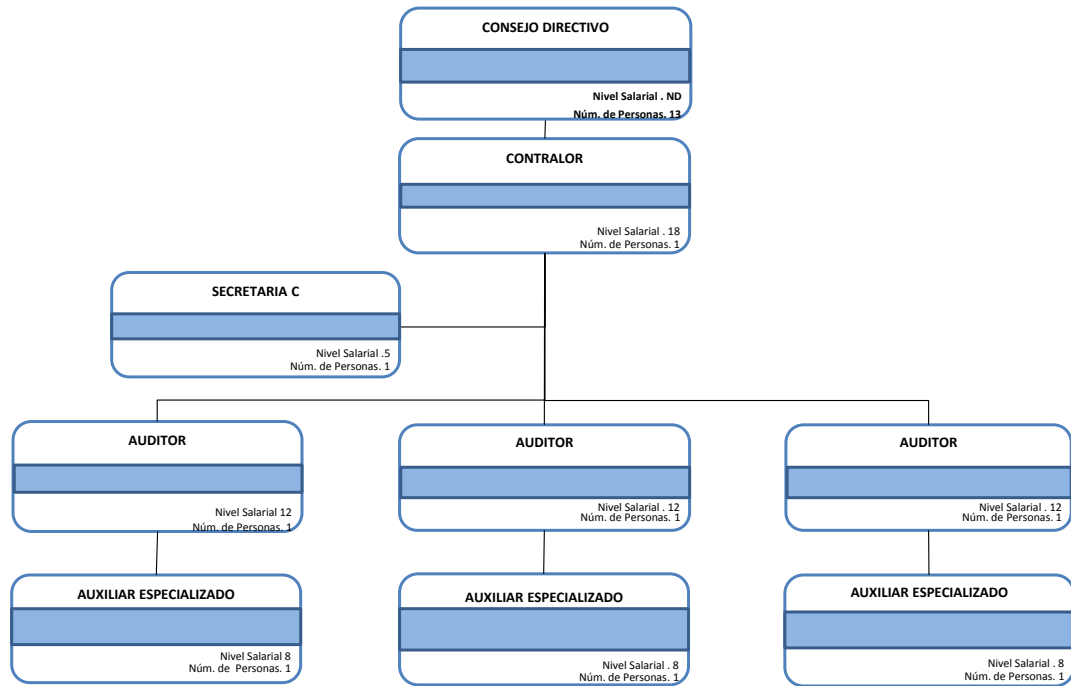 CONSEJO DIRECTIVO
Nivel Salarial . ND
Núm. de Personas. 13
CONTRALOR
Nivel Salarial . 18
Núm. de Personas. 1
SECRETARIA C
Nivel Salarial .5
Núm. de Personas. 1
AUDITOR
Nivel Salarial 12
Núm. de Personas. 1
AUDITOR
Nivel Salarial . 12
Núm. de Personas. 1
AUDITOR
Nivel Salarial . 12
Núm. de Personas. 1
AUXILIAR ESPECIALIZADO
Nivel Salarial 8
Núm. de  Personas. 1
AUXILIAR ESPECIALIZADO
Nivel Salarial . 8
Núm. de Personas. 1
AUXILIAR ESPECIALIZADO
Nivel Salarial . 8
Núm. de Personas. 1